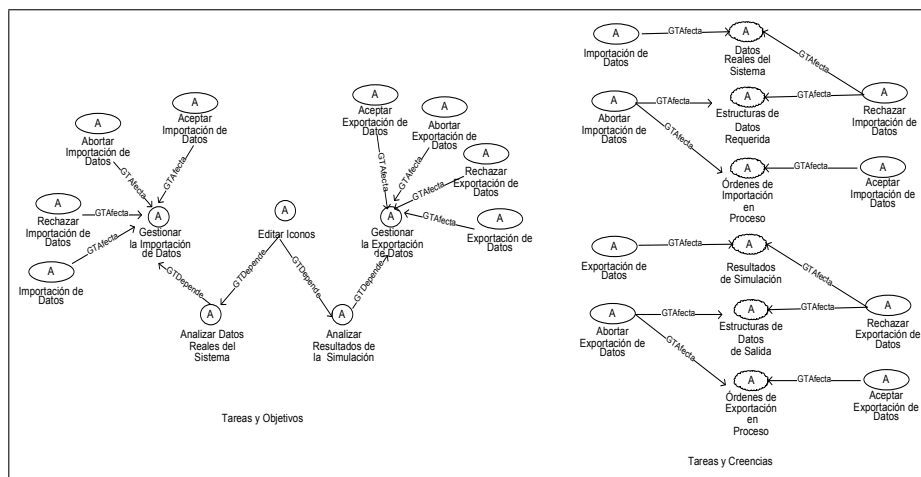 A
Aceptar
Importación de
Datos
A
Abortar
Importación de
Datos
GTAfecta
GTAfecta
A
Rechazar
Importación de
Datos
GTAfecta
A
Importación de
Datos
GTAfecta
A
Gestionar
la Importación
de Datos
A
Editar Iconos
GTDepende
GTDepende
GTDepende
GTDepende
A
Analizar Datos
Reales del
Sistema
A
Analizar
Resultados de
la Simulación
A
Aceptar
Exportación de
Datos
A
Abortar
Exportación de
Datos
A
Rechazar
Exportación de
Datos
A
Exportación de
Datos
GTAfecta
GTAfecta
GTAfecta
GTAfecta
A
Gestionar
la Exportación
de Datos
Tareas y Objetivos
A
Importación de
Datos
GTAfecta
A
Datos
Reales del
Sistema
GTAfecta
A
Abortar
Importación de
Datos
GTAfecta
A
Estructuras de
Datos
Requerida
GTAfecta
A
Rechazar
Importación de
Datos
GTAfecta
A
Órdenes de
Importación
en
Proceso
GTAfecta
A
Aceptar
Importación de
Datos
A
Exportación de
Datos
GTAfecta
A
Resultados
de Simulación
GTAfecta
A
Abortar
Exportación de
Datos
GTAfecta
A
Estructuras de
Datos
de Salida
GTAfecta
A
Rechazar
Exportación de
Datos
GTAfecta
A
Órdenes de
Exportación
en
Proceso
GTAfecta
A
Aceptar
Exportación de
Datos
Tareas y Creencias